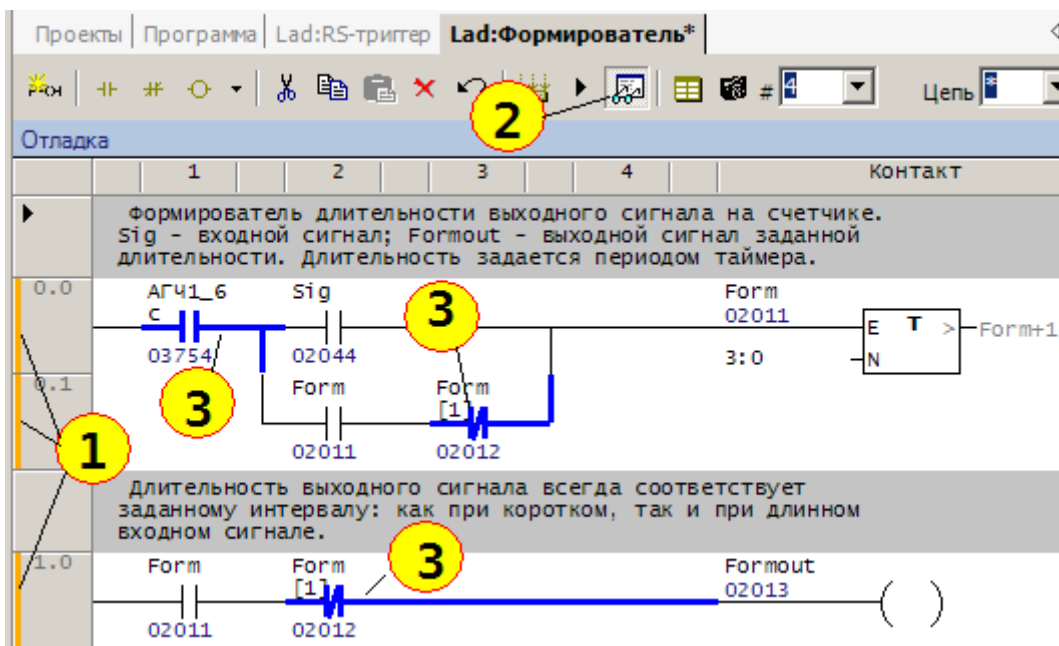 Проекты Программа Lad:RS-триггер Lad:Формирователь*
# 4 Цепь *
2
Отладка
1 2 3 4 Контакт
Формирователь длительности выходного сигнала на счетчике.
Sig - входной сигнал; Formout - выходной сигнал заданной
длительности. Длительность задается периодом таймера.
0.0 АГЧ1_6 Sig Form
С 3 02011
E T > Form+1
03754 02044 3:0 N
0.1 Form Form
3 [1]
02011 02012
1
Длительность выходного сигнала всегда соответствует
заданному интервалу: как при коротком, так и при длинном
входном сигнале.
1.0 Form Form 3 Formout
[1] 02013
02011 02012